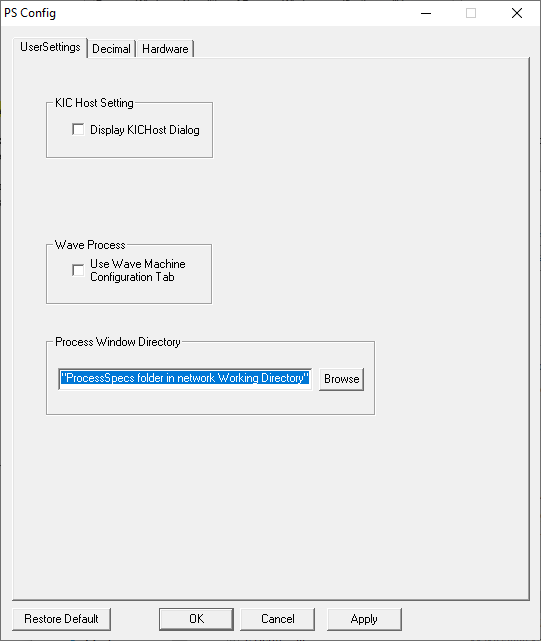 PS Config
UserSettings
Decimal
Hardware
KIC Host Setting
Display KICHost Dialog
Wave Process
Use Wave Machine
Configuration Tab
Process Window Directory
"ProcessSpecs folder in network Working Directory"
Browse
Restore Default
OK
Cancel
Apply